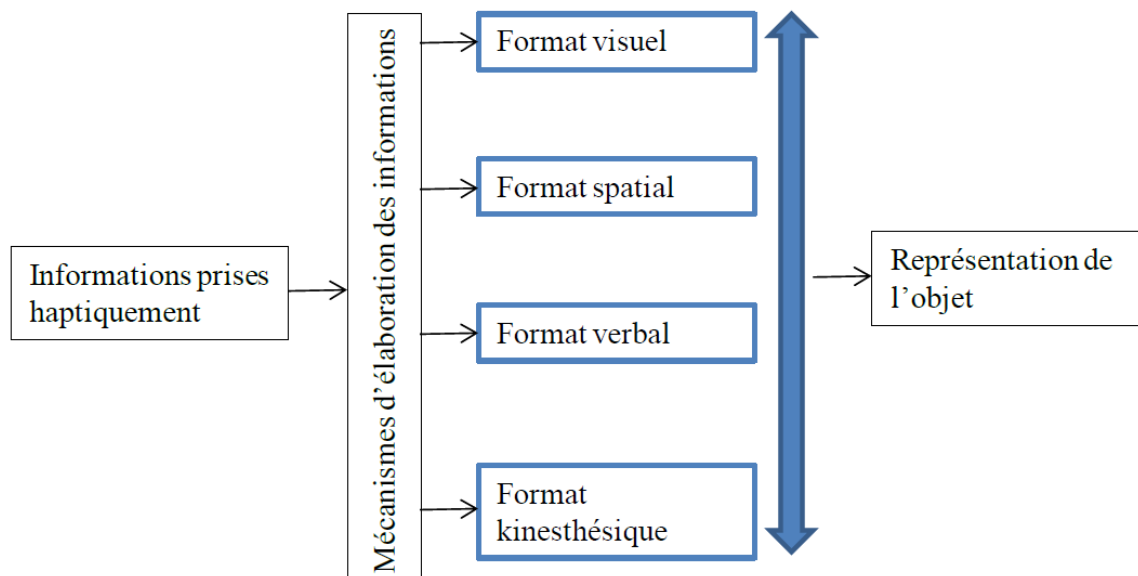 Informations prises
haptiquement
Mécanismes d'élaboration des informations
Format visuel
Format spatial
Format verbal
Format
kinesthésique
Représentation de
l'objet